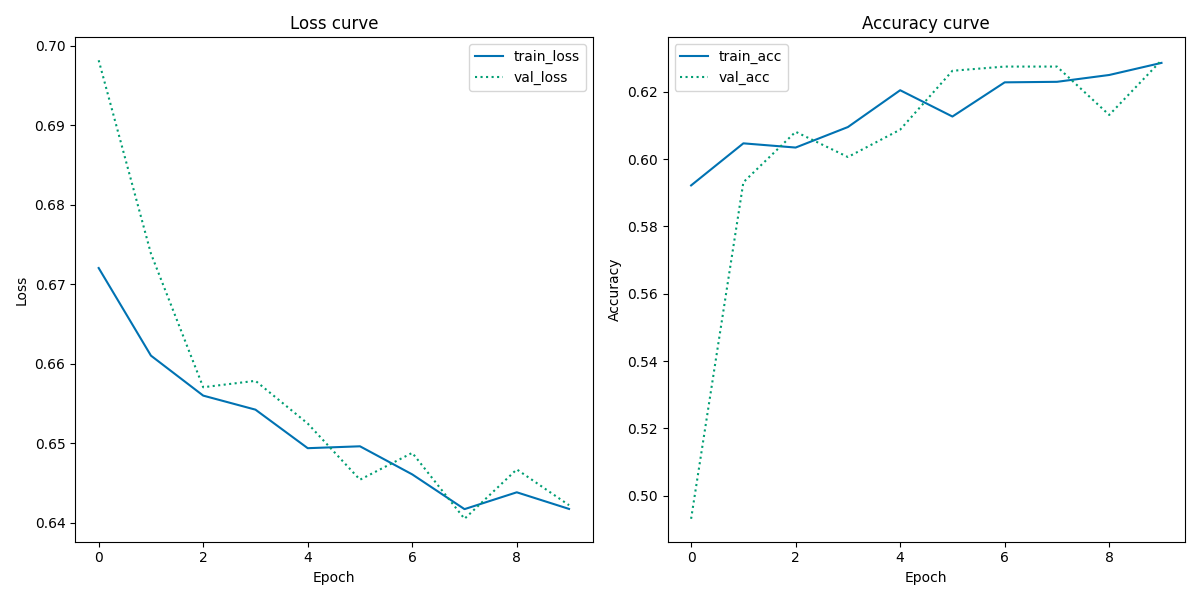 Loss curve
0.70
0.69
0.68
0.67
0.66
0.65
0.64
0 2 4 6 8
Epoch
Loss
train_loss
val_loss
Accuracy curve
train_acc
val_acc
0.62
0.60
0.58
0.56
0.54
0.52
0.50
0 2 4 6 8
Epoch
Accuracy